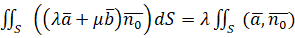 ∬_S ((λa̅ + μb̅)n̅₀)dS = λ∬_S (a̅, n̅₀)